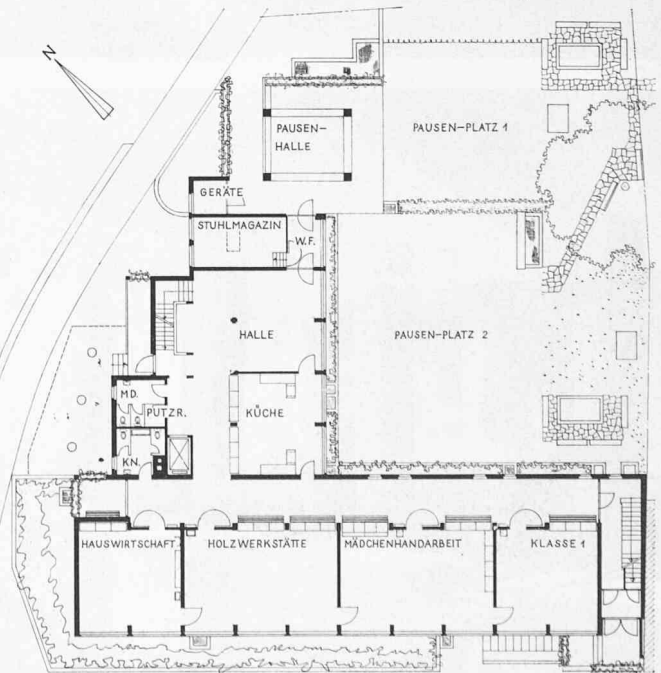 N
PAUSEN-
HALLE
PAUSEN-PLATZ 1
GERÄTE
STUHLMAGAZIN
W.F.
HALLE
PAUSEN-PLATZ 2
MD.
PUTZR.
KÜCHE
KN.
HAUSWIRTSCHAFT
HOLZWERKSTÄTTE
MÄDCHENHANDARBEIT
KLASSE 1